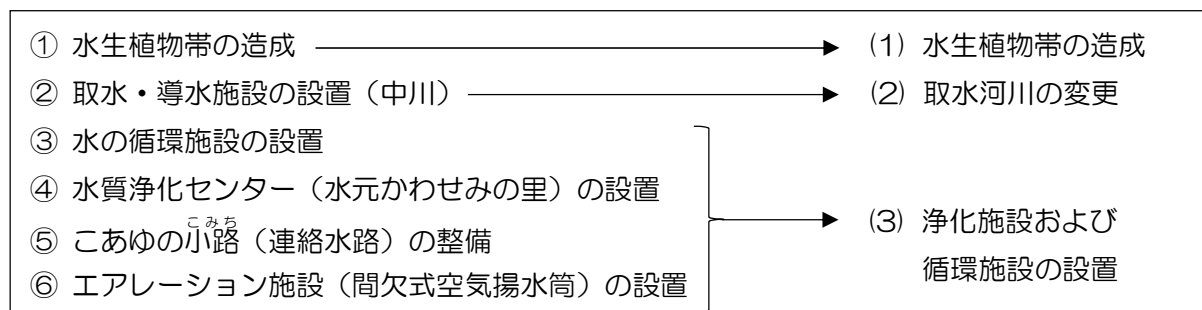 ① 水生植物帯の造成 (1) 水生植物帯の造成
② 取水・導水施設の設置（中川） (2) 取水河川の変更
③ 水の循環施設の設置
④ 水質浄化センター（水元かわせみの里）の設置
こみち
⑤ こあゆの小路（連絡水路）の整備 (3) 浄化施設および
⑥ エアレーション施設（間欠式空気揚水筒）の設置 循環施設の設置